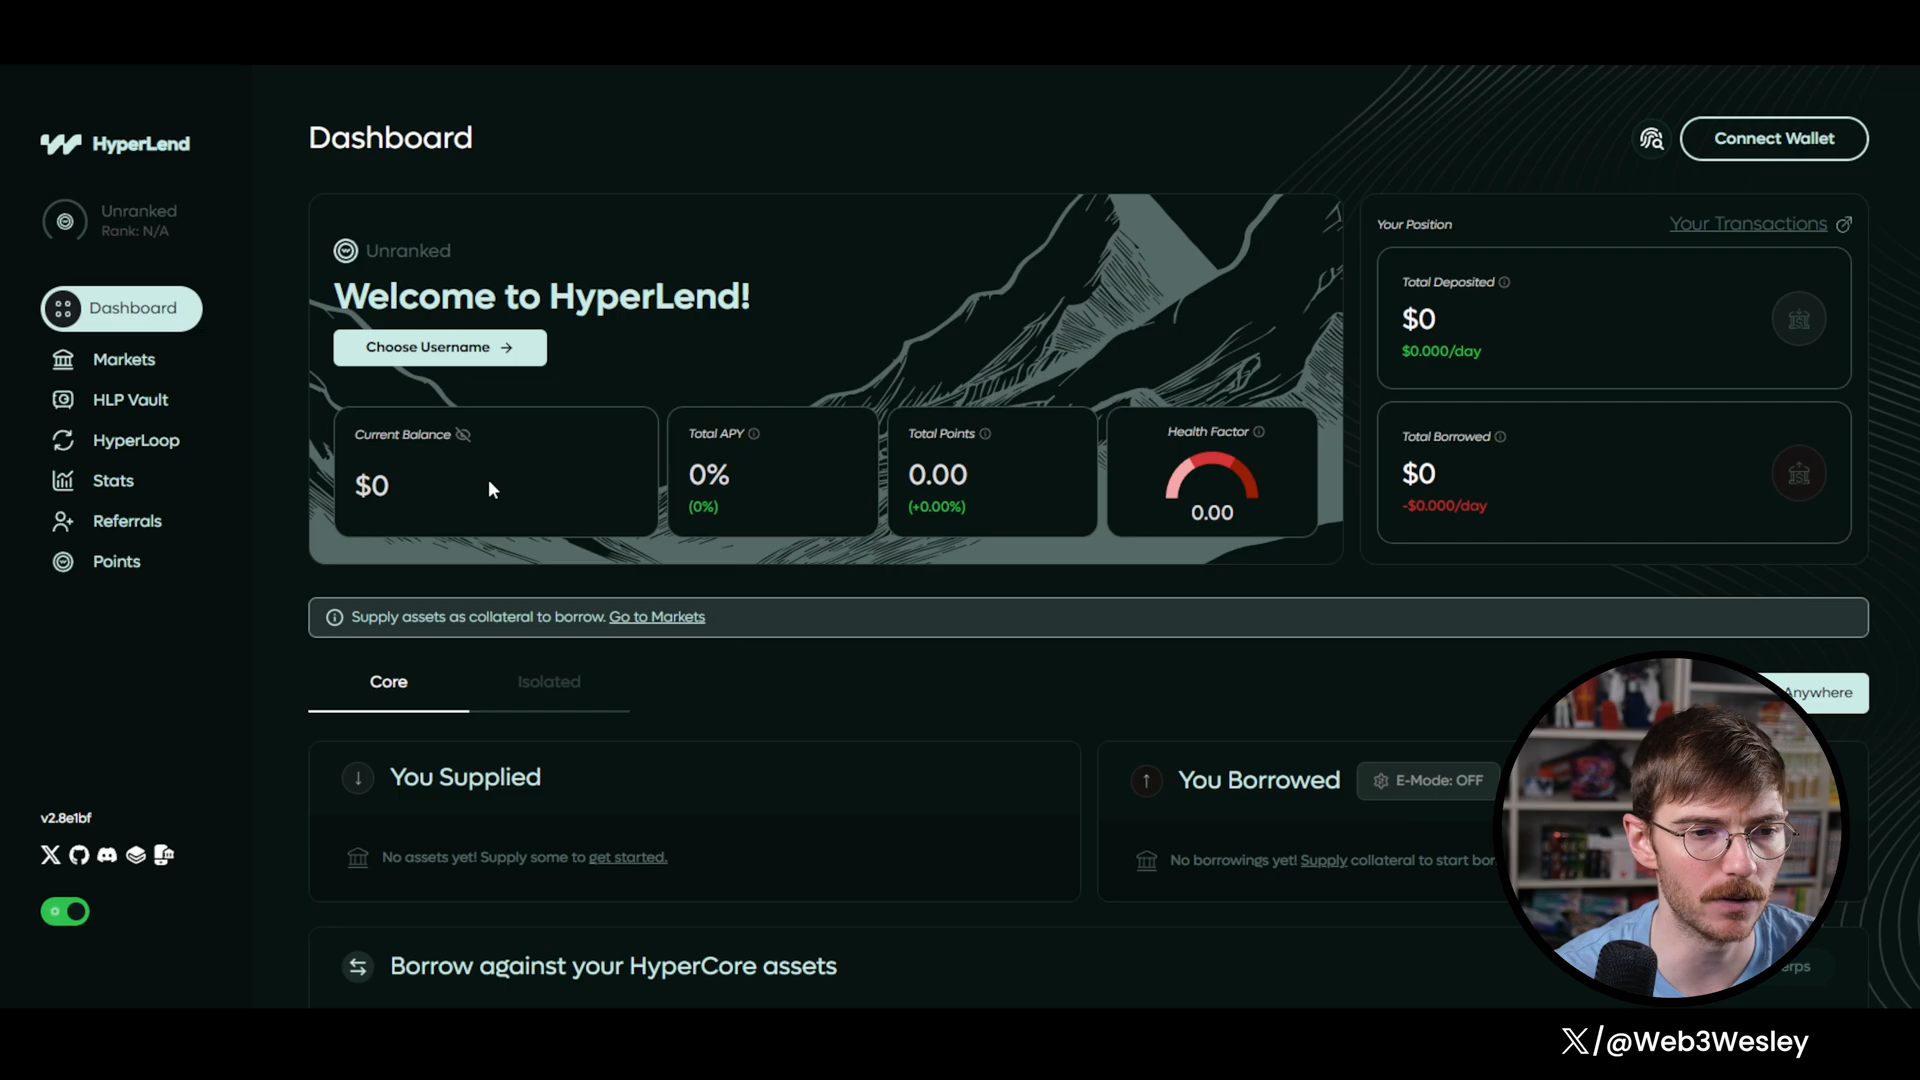 HyperLend
Dashboard
Connect Wallet
Unranked
Rank: N/A
Dashboard
Markets
HLP Vault
HyperLoop
Stats
Referrals
Points
v2.8e1bf
Unranked
Welcome to HyperLend!
Choose Username
Current Balance
$0
Total APY
0%
(0%)
Total Points
0.00
(+0.00%)
Health Factor
0.00
Your Position
Your Transactions
Total Deposited
$0
$0.000/day
Total Borrowed
$0
-$0.000/day
Supply assets as collateral to borrow. Go to Markets
Core
Isolated
Anywhere
You Supplied
No assets yet! Supply some to get started.
You Borrowed
E-Mode: OFF
No borrowings yet! Supply collateral to start
Borrow against your HyperCore assets
X/@Web3Wesley